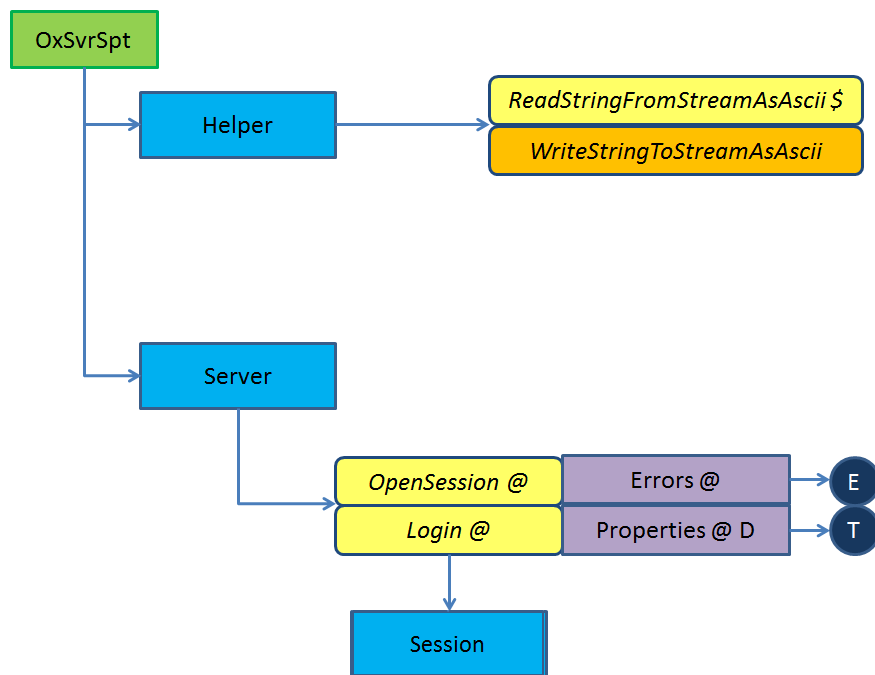 OxSvrSpt
Helper
ReadStringFromStreamAsAscii $
WriteStringToStreamAsAscii
Server
OpenSession @
Errors @
E
Login @
Properties @ D
T
Session